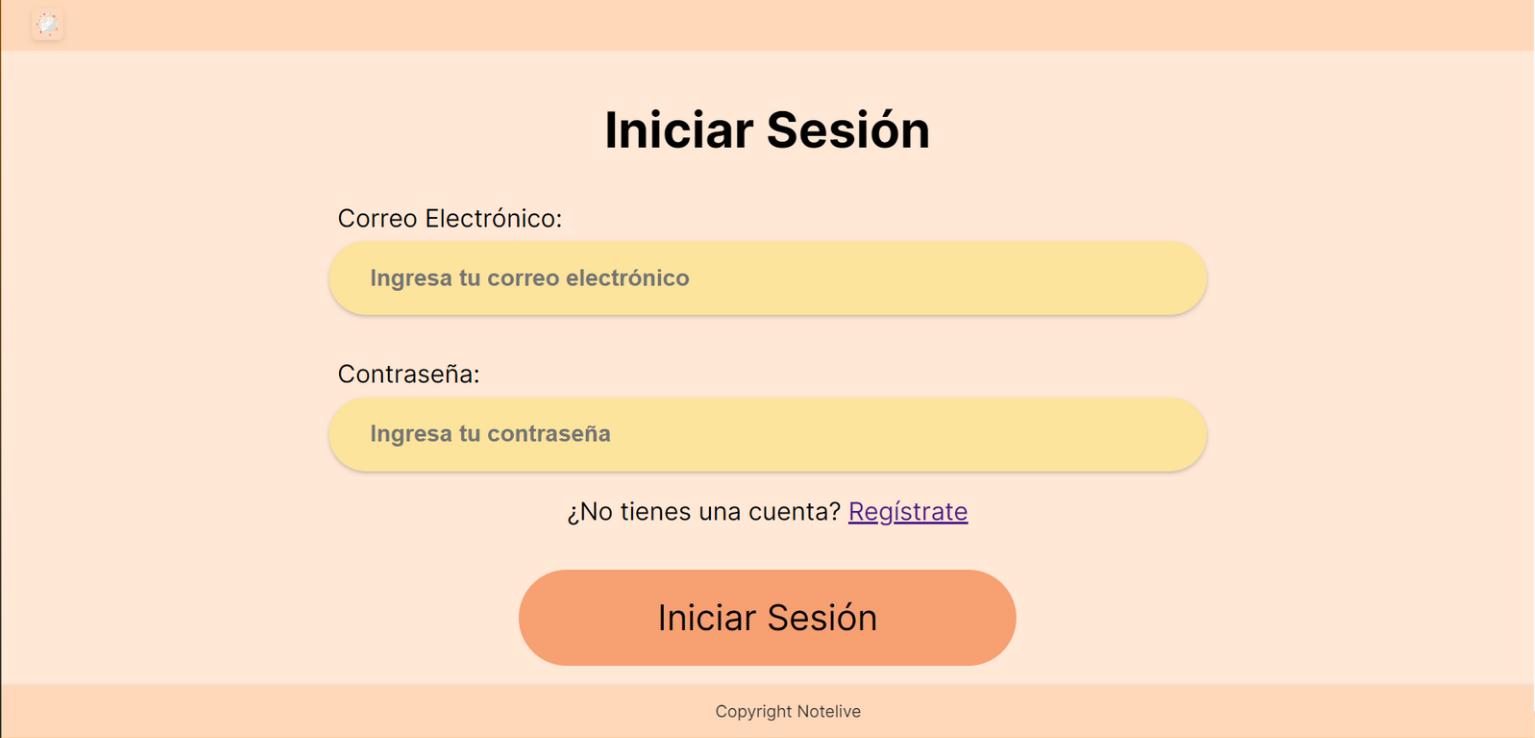 Iniciar Sesión
Correo Electrónico:
Ingresa tu correo electrónico
Contraseña:
Ingresa tu contraseña
¿No tienes una cuenta? Regístrate
Iniciar Sesión
Copyright Notelive